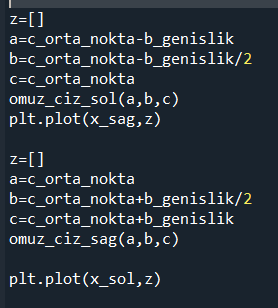 z=[]
a=c_orta_nokta-b_genislik
b=c_orta_nokta-b_genislik/2
c=c_orta_nokta
omuz_ciz_sol(a,b,c)
plt.plot(x_sag,z)
z=[]
a=c_orta_nokta
b=c_orta_nokta+b_genislik/2
c=c_orta_nokta+b_genislik
omuz_ciz_sag(a,b,c)
plt.plot(x_sol,z)